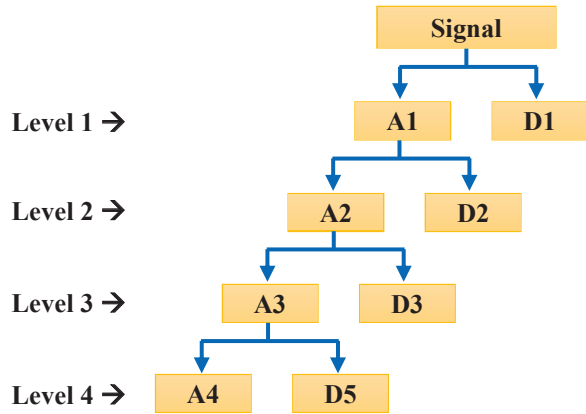 Signal
Level 1 → A1 D1
Level 2 → A2 D2
Level 3 → A3 D3
Level 4 → A4 D5